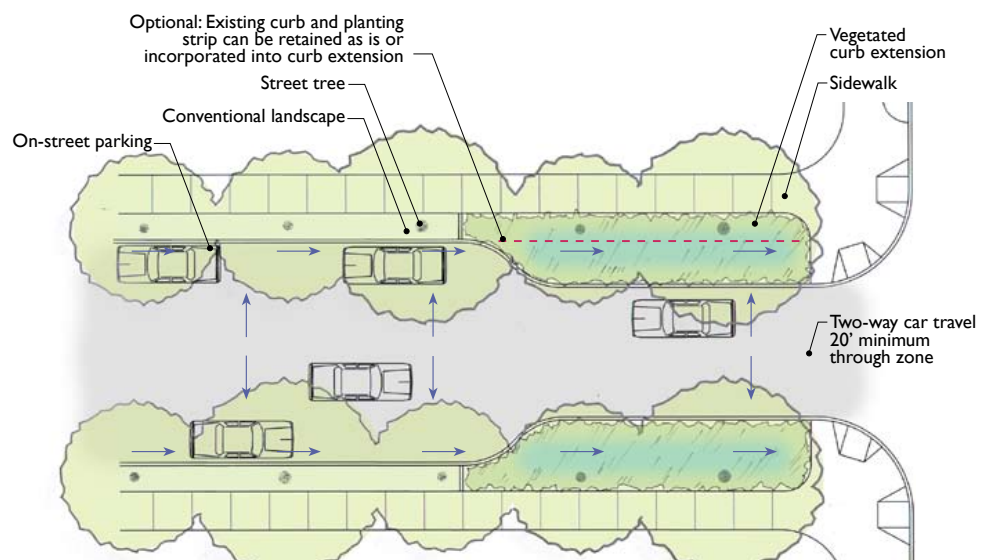 Optional: Existing curb and planting
strip can be retained as is or
incorporated into curb extension
Street tree
Conventional landscape
On-street parking
Vegetated
curb extension
Sidewalk
Two-way car travel
20' minimum
through zone